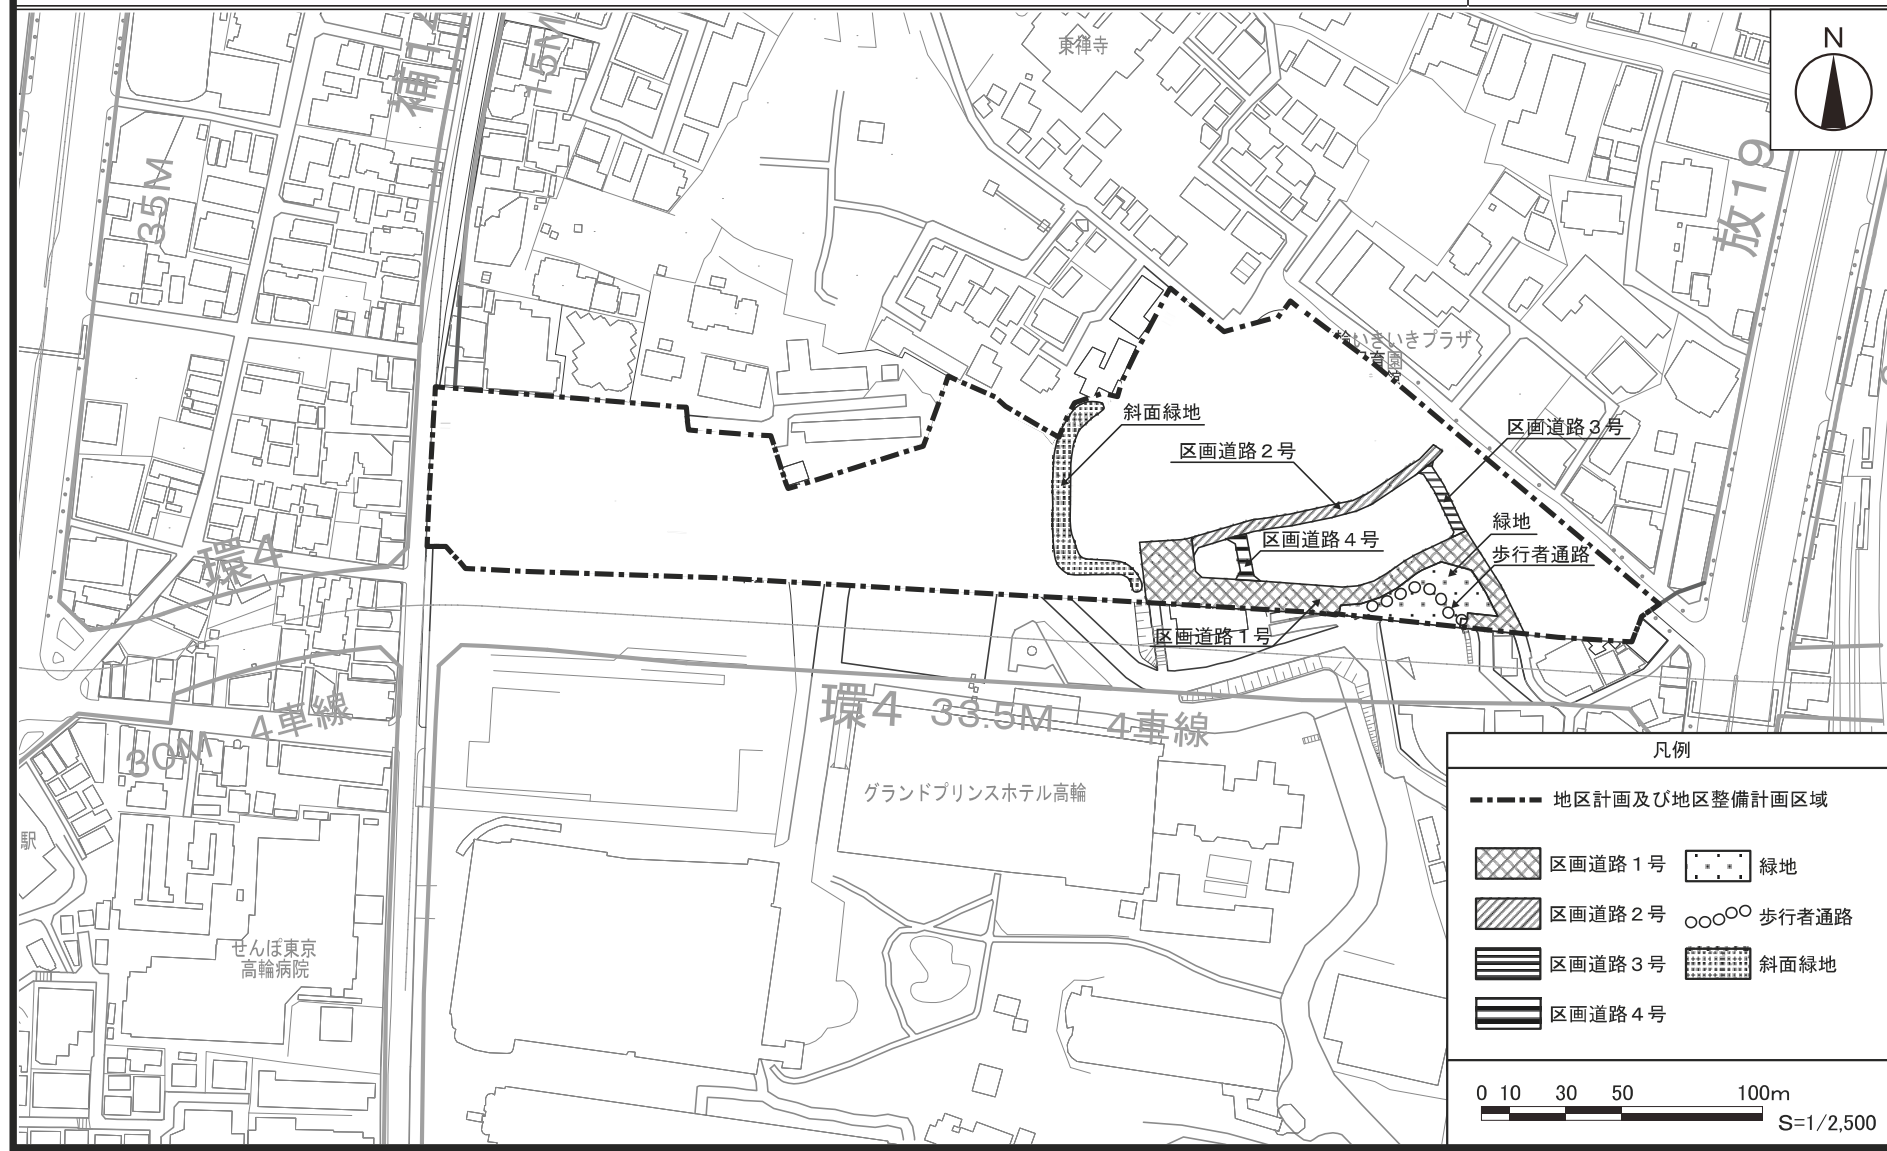 東禅寺
N
補14
15M
35M
放19
いきいきプラザ
育園
斜面緑地
区画道路2号
区画道路3号
緑地
歩行者通路
区画道路4号
区画道路1号
環4
4車線
30M
環4 33.5M 4車線
グランドプリンスホテル高輪
駅
せんぽ東京
高輪病院
凡例
地区計画及び地区整備計画区域
区画道路1号
緑地
区画道路2号
歩行者通路
区画道路3号
斜面緑地
区画道路4号
0 10 30 50 100m
S=1/2,500